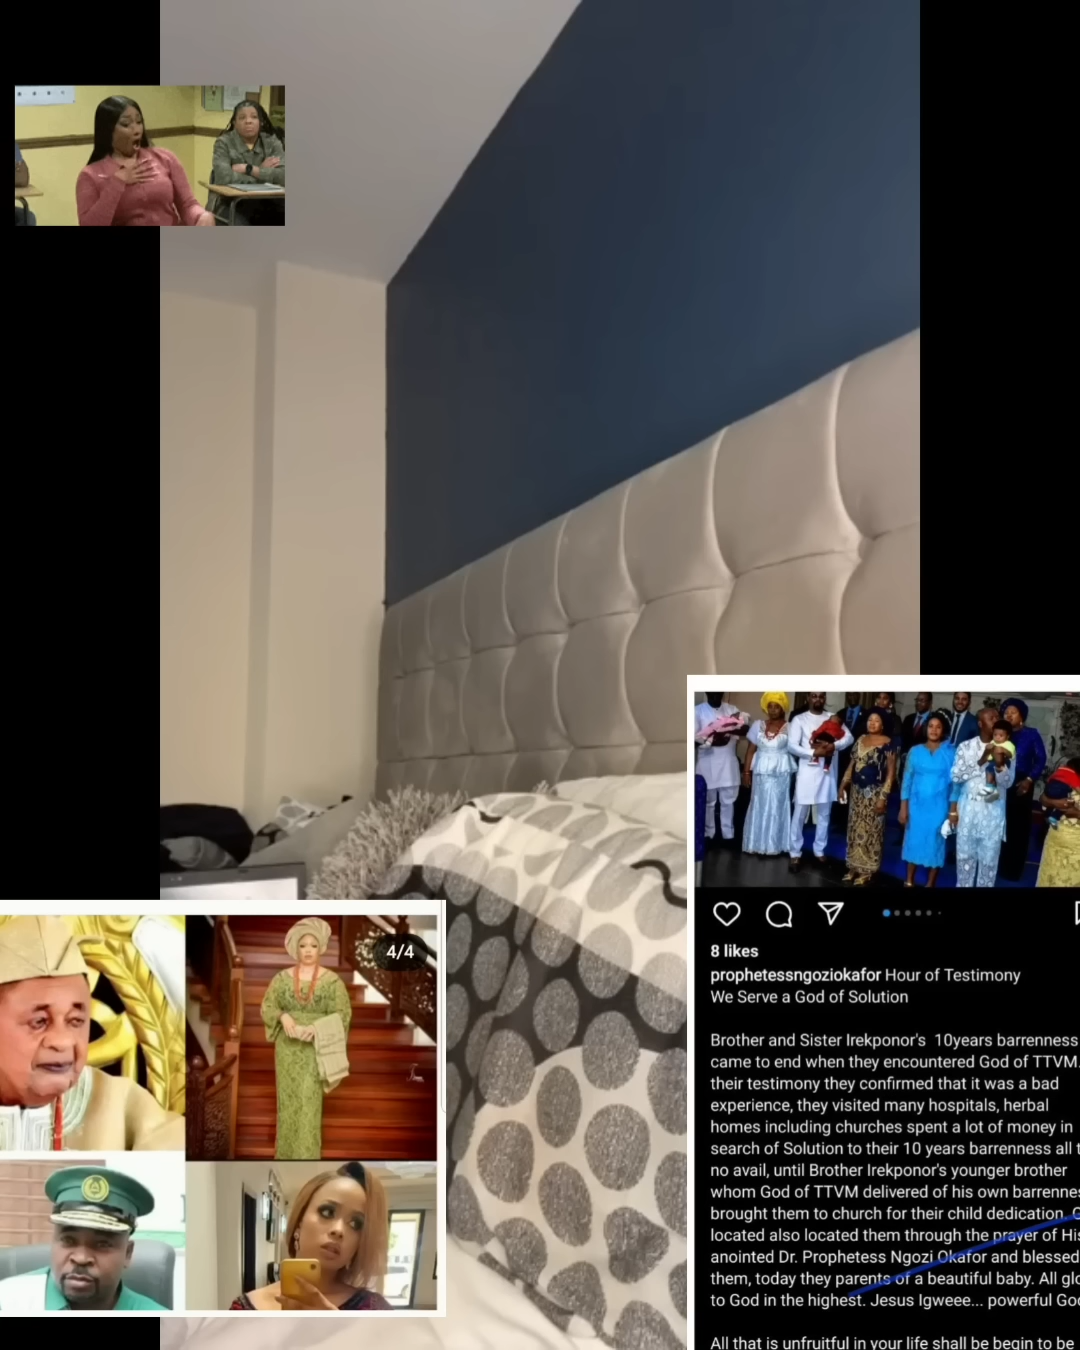 4/4
8 likes
prophetessngoziokafor Hour of Testimony
We Serve a God of Solution
Brother and Sister Irekponor's 10years barrenness
came to end when they encountered God of TTVM.
their testimony they confirmed that it was a bad
experience, they visited many hospitals, herbal
homes including churches spent a lot of money in
search of Solution to their 10 years barrenness all
no avail, until Brother Irekponor's younger brother
whom God of TTVM delivered of his own
brought them to church for their child dedication.
located also located them through the prayer of
anointed Dr. Prophetess Ngozi Okafor and blessed
them, today they parents of a beautiful baby. All
to God in the highest. Jesus Igweee... powerful
All that is unfruitful in your life shall be begin to be